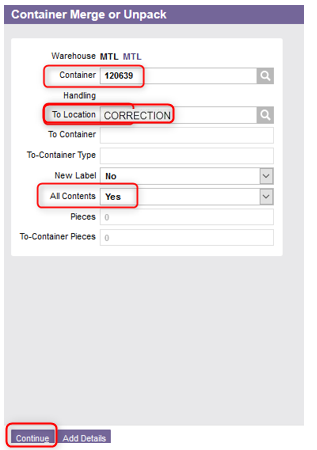 Container Merge or Unpack
Warehouse MTL MTL
Container 120639
Handling
To Location CORRECTION
To Container
To-Container Type
New Label No
All Contents Yes
Pieces 0
To-Container Pieces 0
Continue Add Details